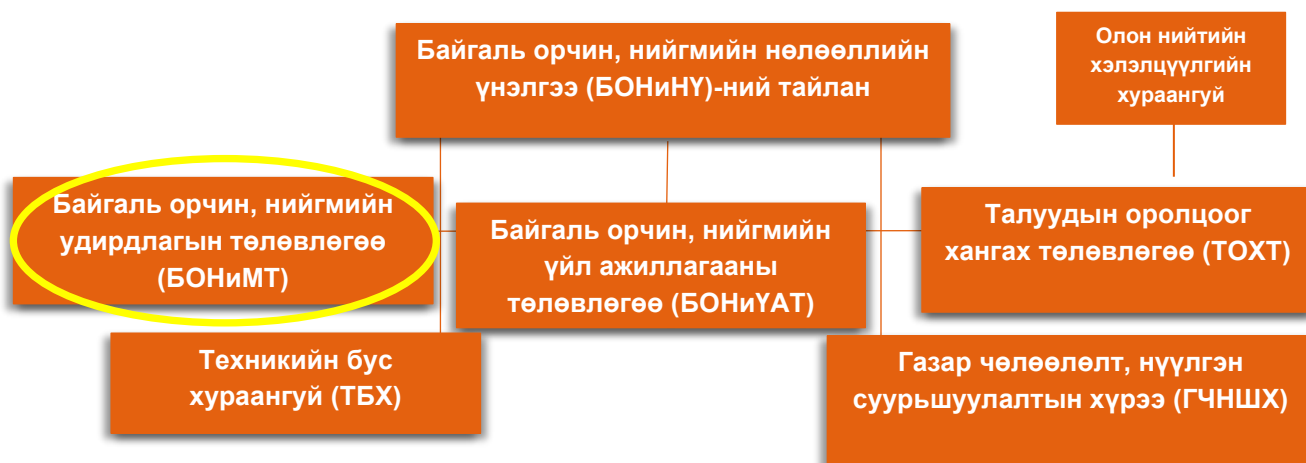 Байгаль орчин, нийгмийн нөлөөллийн
үнэлгээ (БОНиНҮ)-ний тайлан
Олон нийтийн
хэлэлцүүлгийн
хураангуй
Байгаль орчин, нийгмийн
удирдлагын төлөвлөгөө
(БОНиМТ)
Байгаль орчин, нийгмийн
үйл ажиллагааны
төлөвлөгөө (БОНиҮАТ)
Талуудын оролцоог
хангах төлөвлөгөө (ТОХТ)
Техникийн бус
хураангуй (ТБХ)
Газар чөлөөлөлт, нүүлгэн
суурьшуулалтын хүрээ (ГЧНШХ)